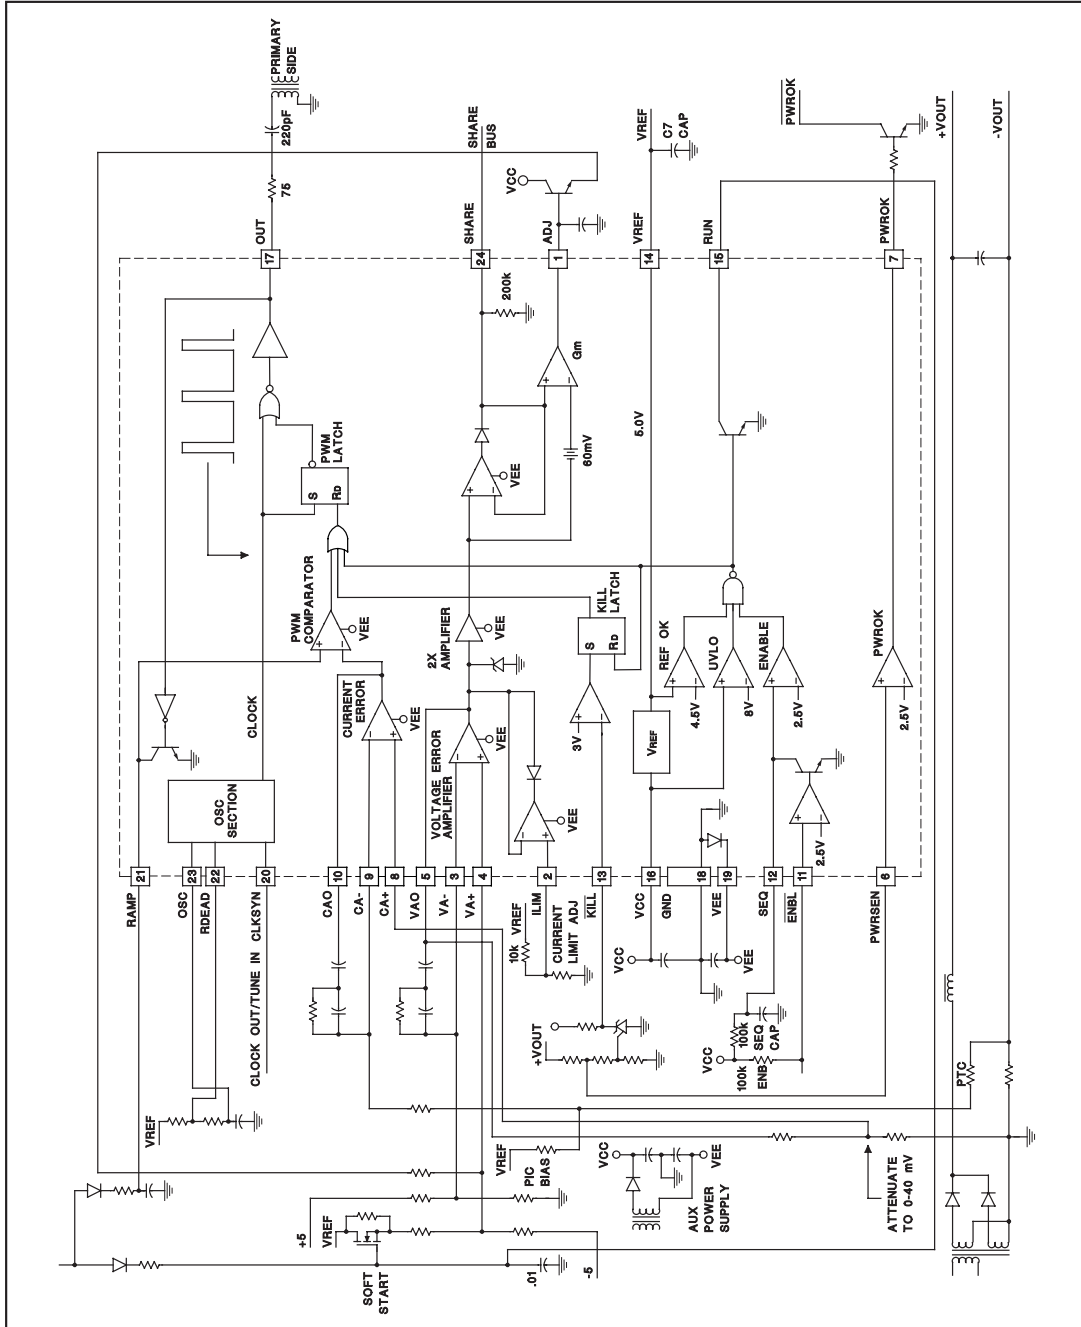 PRIMARY
SIDE
220pF
75
OUT
17
SHARE
BUS
SHARE
24
200k
VCC
ADJ
1
Gm
60mV
VREF
C7
CAP
VREF
14
5.0V
RUN
15
PWROK
PWROK
7
+VOUT
-VOUT
PWM
LATCH
S
RD
CLOCK
OSC
SECTION
PWM
COMPARATOR
+
-
VEE
CURRENT
ERROR
-
+
VEE
2X
AMPLIFIER
VEE
+
-
VEE
+
-
VOLTAGE ERROR
AMPLIFIER
-
+
VEE
-
+
VEE
KILL
LATCH
S
RD
3V
VREF
REF OK
+
-
4.5V
UVLO
+
-
8V
ENABLE
+
-
2.5V
2.5V
-
+
PWROK
+
-
2.5V
21
RAMP
23
OSC
22
RDEAD
20
CLOCK OUT/TUNE IN CLKSYN
10
CAO
9
CA-
8
CA+
5
VAO
3
VA-
4
VA+
2
ILIM
13
KILL
16
VCC
18
GND
19
VEE
12
SEQ
11
ENBL
6
PWRSEN
10k VREF
CURRENT
LIMIT ADJ
VCC
VEE
+VOUT
VCC
100k
SEQ
CAP
100k
ENB
VREF
VREF
PIC
BIAS
+5
VREF
SOFT
START
.01
-5
VCC
VEE
AUX
POWER
SUPPLY
PTC
ATTENUATE
TO 0-40 mV